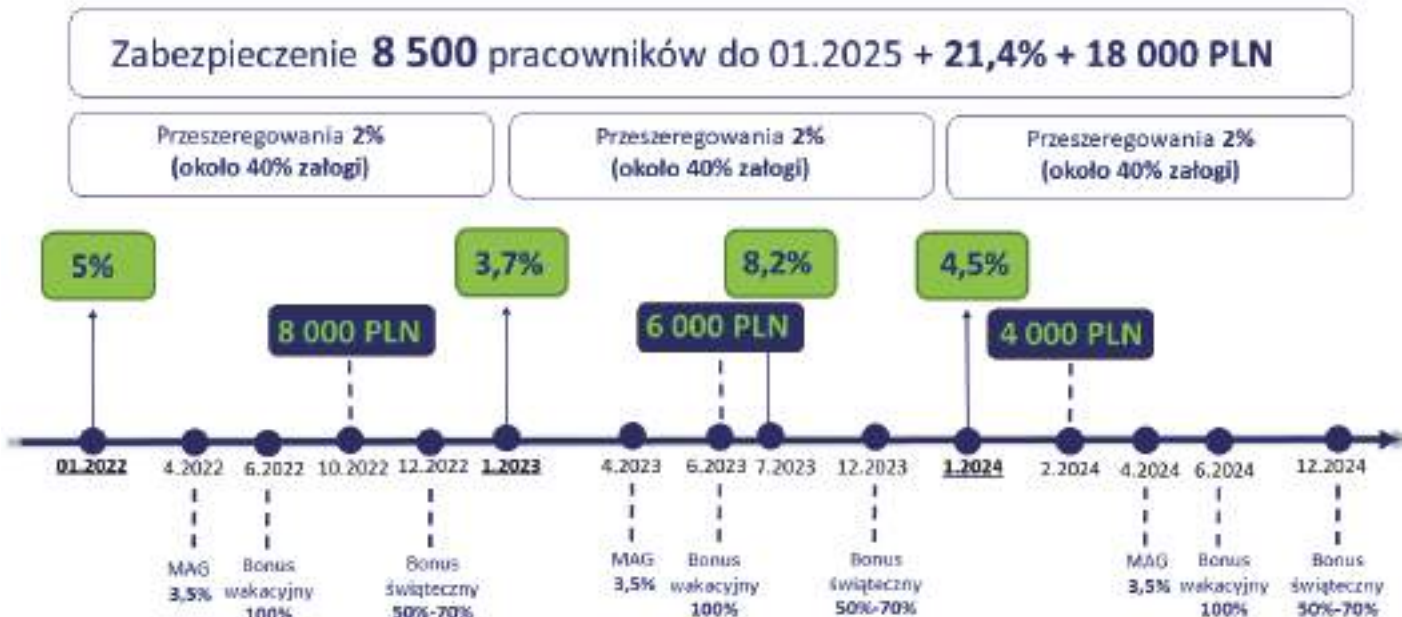 Zabezpieczenie 8 500 pracowników do 01.2025 + 21,4% + 18 000 PLN
Przeszeregowania 2%
(około 40% załogi)
Przeszeregowania 2%
(około 40% załogi)
Przeszeregowania 2%
(około 40% załogi)
5%
3,7%
8,2%
4,5%
8 000 PLN
6 000 PLN
4 000 PLN
01.2022
4.2022
6.2022
10.2022
12.2022
1.2023
4.2023
6.2023
7.2023
12.2023
1.2024
2.2024
4.2024
6.2024
12.2024
MAG
3,5%
Bonus
wakacyjny
100%
Bonus
świąteczny
50%-70%
MAG
3,5%
Bonus
wakacyjny
100%
Bonus
świąteczny
50%-70%
MAG
3,5%
Bonus
wakacyjny
100%
Bonus
świąteczny
50%-70%